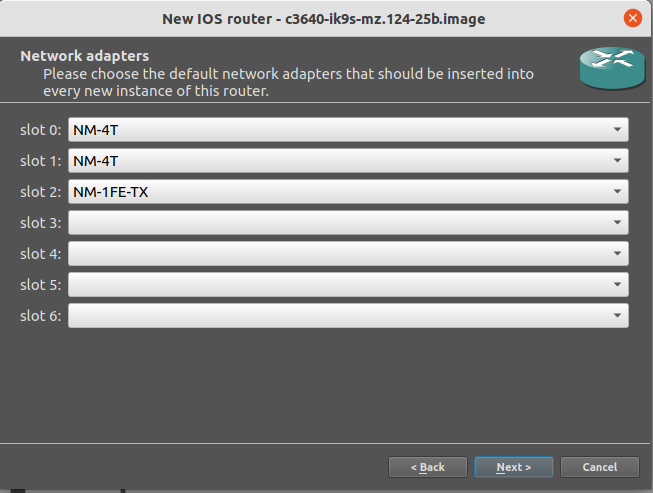 New IOS router - c3640-ik9s-mz.124-25b.image
Network adapters
Please choose the default network adapters that should be inserted into
every new instance of this router.
slot 0: NM-4T
slot 1: NM-4T
slot 2: NM-1FE-TX
slot 3:
slot 4:
slot 5:
slot 6:
< Back Next > Cancel